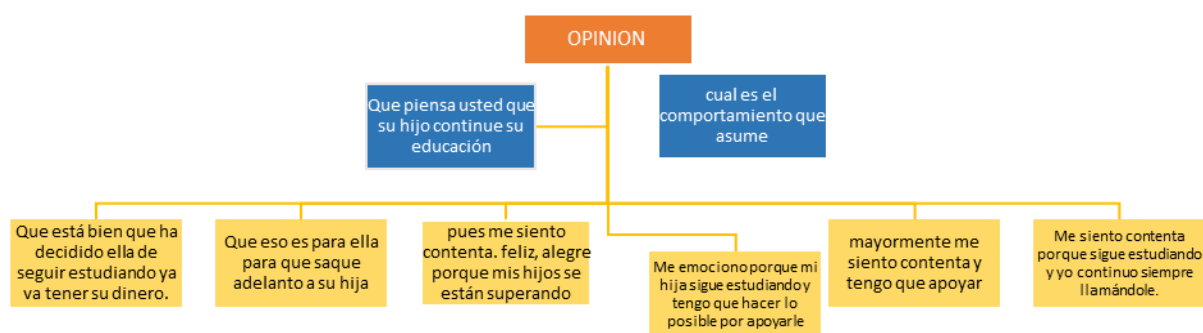 OPINION
Que piensa usted que
su hijo continue su
educación
cual es el
comportamiento que
asume
Que está bien que ha
decidido ella de
seguir estudiando ya
va tener su dinero.
Que eso es para ella
para que saque
adelanto a su hija
pues me siento
contenta. feliz, alegre
porque mis hijos se
están superando
Me emociono porque mi
hija sigue estudiando y
tengo que hacer lo
posible por apoyarle
mayormente me
siento contenta y
tengo que apoyar
Me siento contenta
porque sigue estudiando
y yo continuo siempre
llamándole.